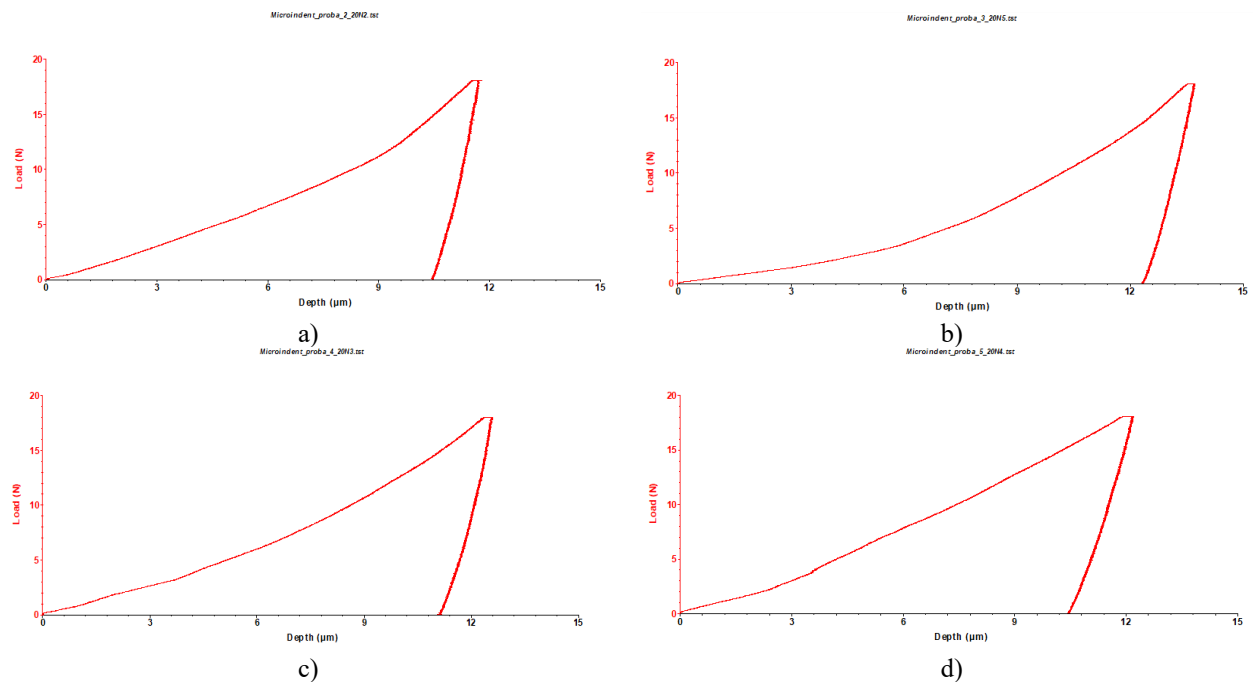 Microindent_proba_2_20N2.tst
20
15
10
5
0
Load (N)
0 3 6 9 12 15
Depth (µm)
a)
Microindent_proba_3_20N5.tst
20
15
10
5
0
Load (N)
0 3 6 9 12 15
Depth (µm)
b)
Microindent_proba_4_20N3.tst
20
15
10
5
0
Load (N)
0 3 6 9 12 15
Depth (µm)
c)
Microindent_proba_5_20N4.tst
20
15
10
5
0
Load (N)
0 3 6 9 12 15
Depth (µm)
d)